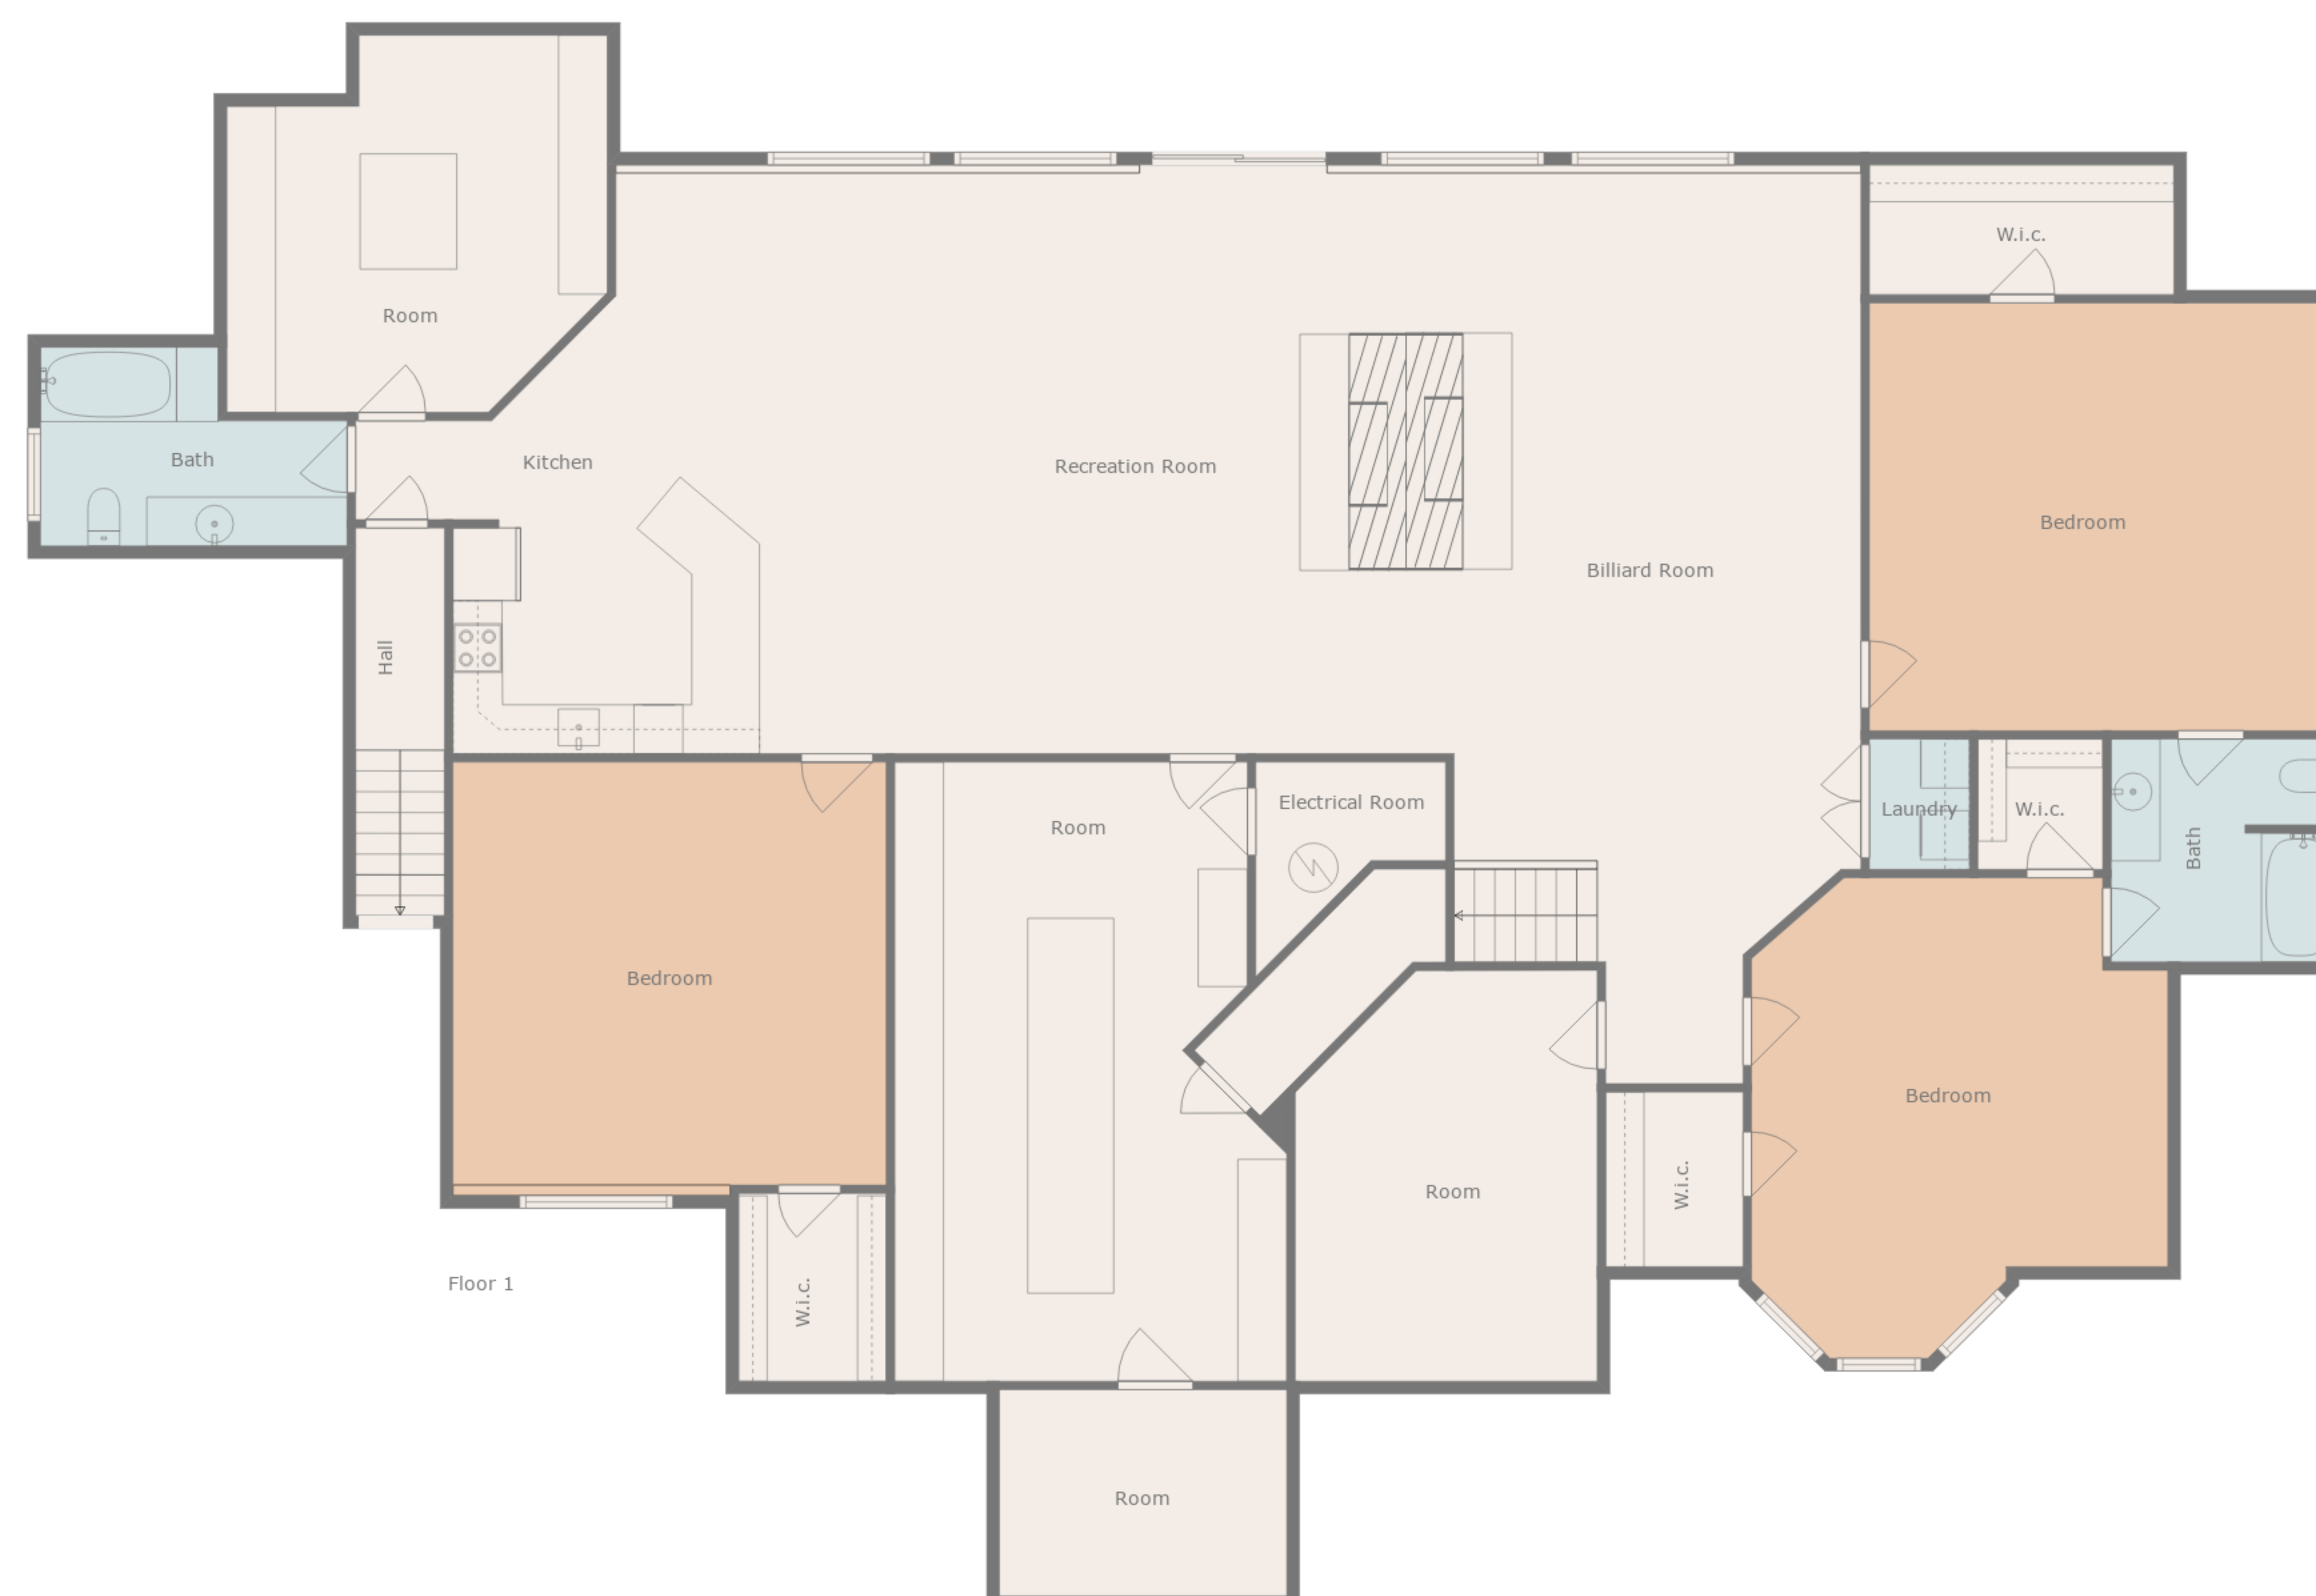 W.i.c.
Room
Bath
Kitchen
Recreation Room
Bedroom
Billiard Room
Hall
Electrical Room
Laundry
W.i.c.
Room
Bath
Bedroom
Bedroom
Room
W.i.c.
Floor 1
W.i.c.
Room